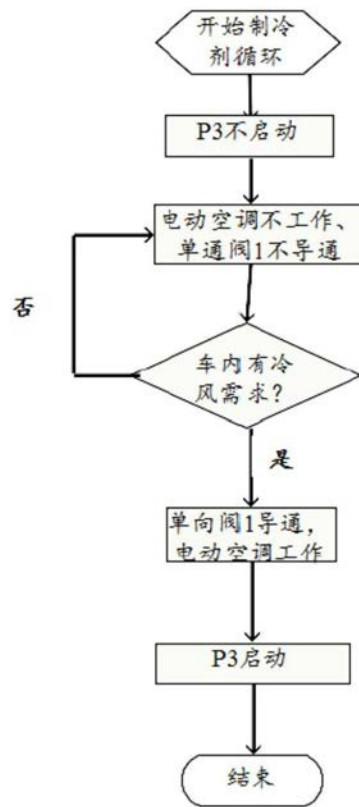 开始制冷
剂循环
P3不启动
电动空调不工作、
单通阀1不导通
否
车内有冷
风需求？
是
单向阀1导通，
电动空调工作
P3启动
结束